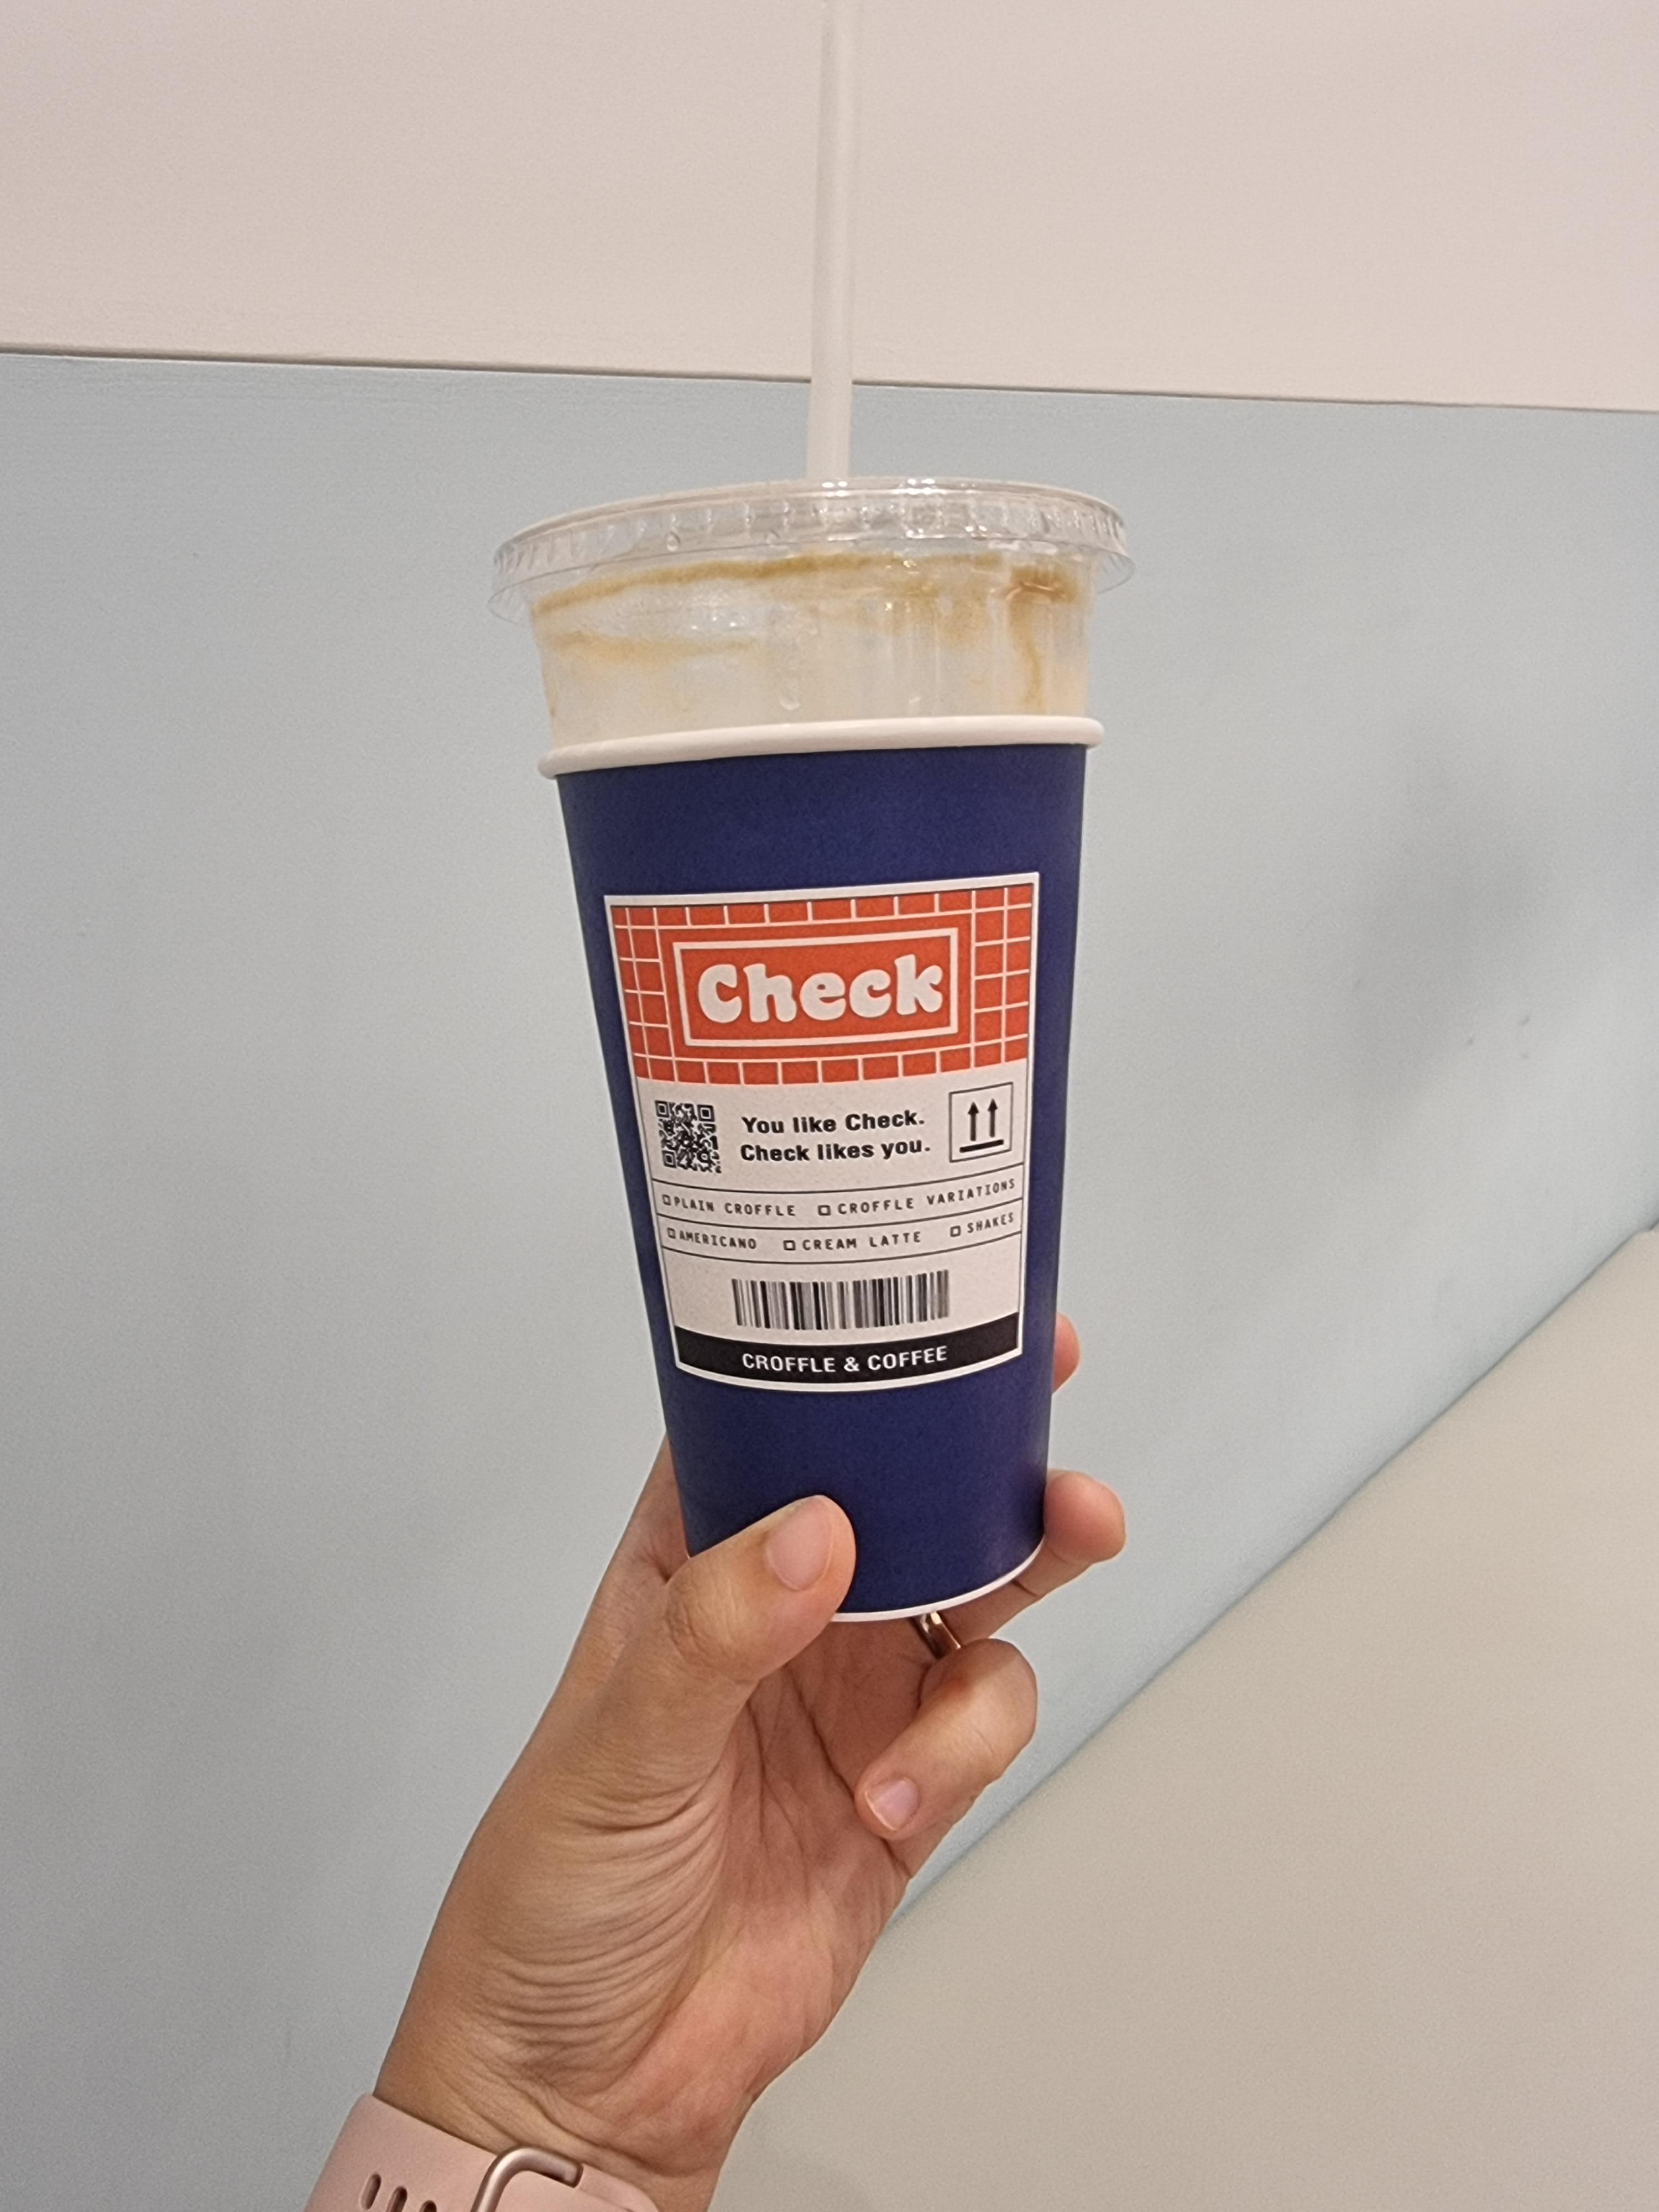 Check
You like Check.
Check likes you.
PLAIN CROFFLE CROFFLE VARIATIONS
AMERICANO CREAM LATTE SHAKES
CROFFLE & COFFEE